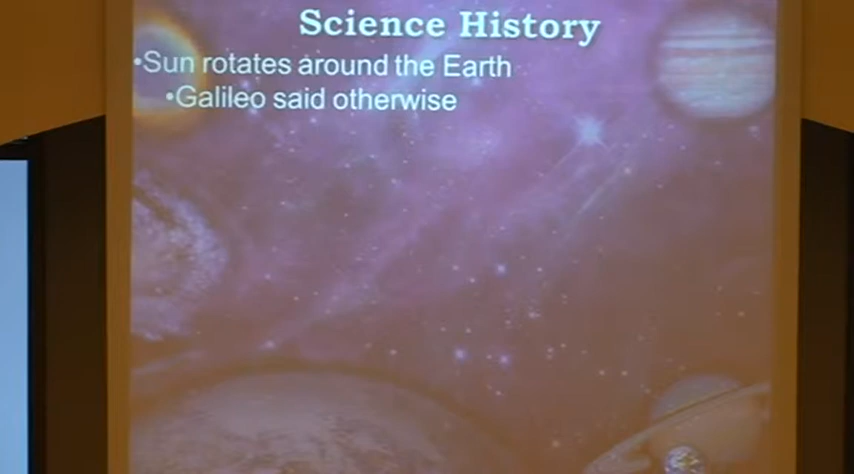 Science History
•Sun rotates around the Earth
•Galileo said otherwise